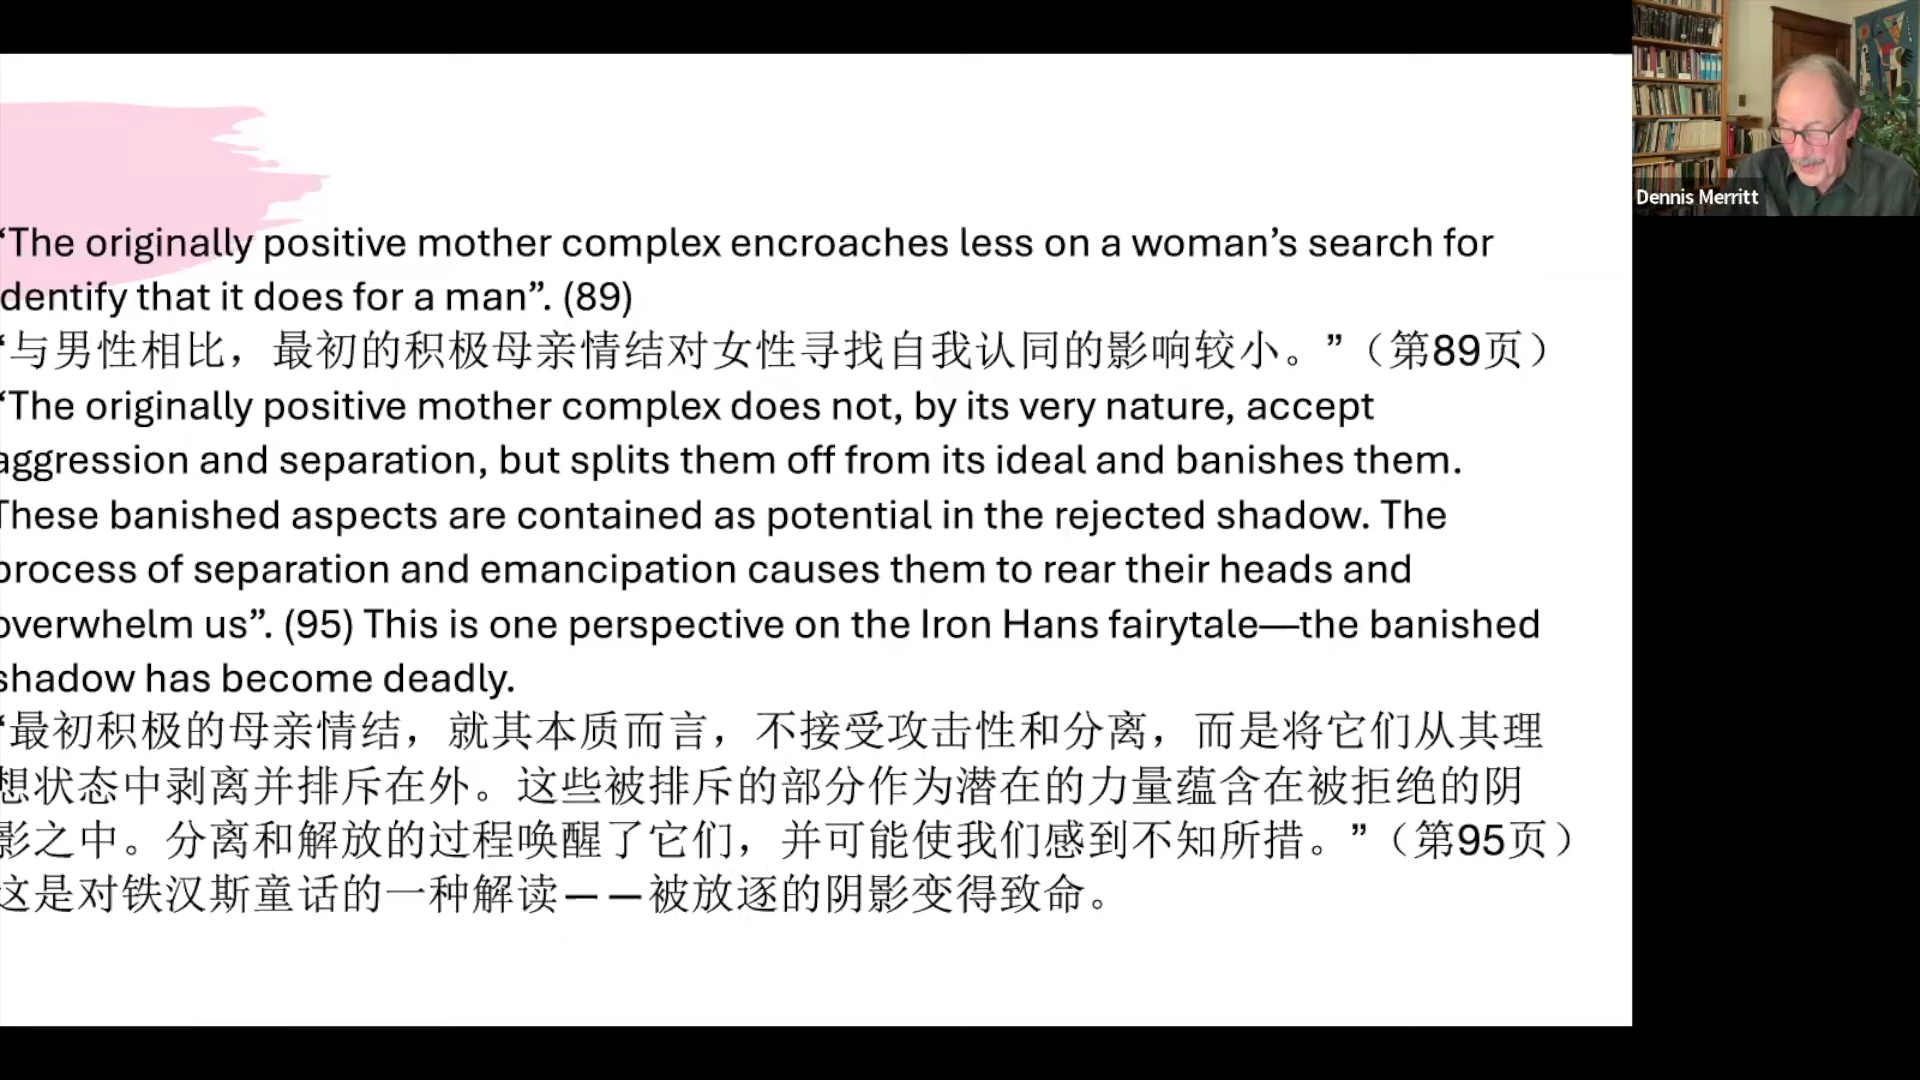 “The originally positive mother complex encroaches less on a woman’s search for
dentify that it does for a man”. (89)
“与男性相比，最初的积极母亲情结对女性寻找自我认同的影响较小。”（第89页）
“The originally positive mother complex does not, by its very nature, accept
aggression and separation, but splits them off from its ideal and banishes them.
These banished aspects are contained as potential in the rejected shadow. The
process of separation and emancipation causes them to rear their heads and
overwhelm us”. (95) This is one perspective on the Iron Hans fairytale—the banished
shadow has become deadly.
“最初积极的母亲情结，就其本质而言，不接受攻击性和分离，而是将它们从其理
想状态中剥离并排斥在外。这些被排斥的部分作为潜在的力量蕴含在被拒绝的阴
影之中。分离和解放的过程唤醒了它们，并可能使我们感到不知所措。”（第95页）
这是对铁汉斯童话的一种解读——被放逐的阴影变得致命。
Dennis Merritt